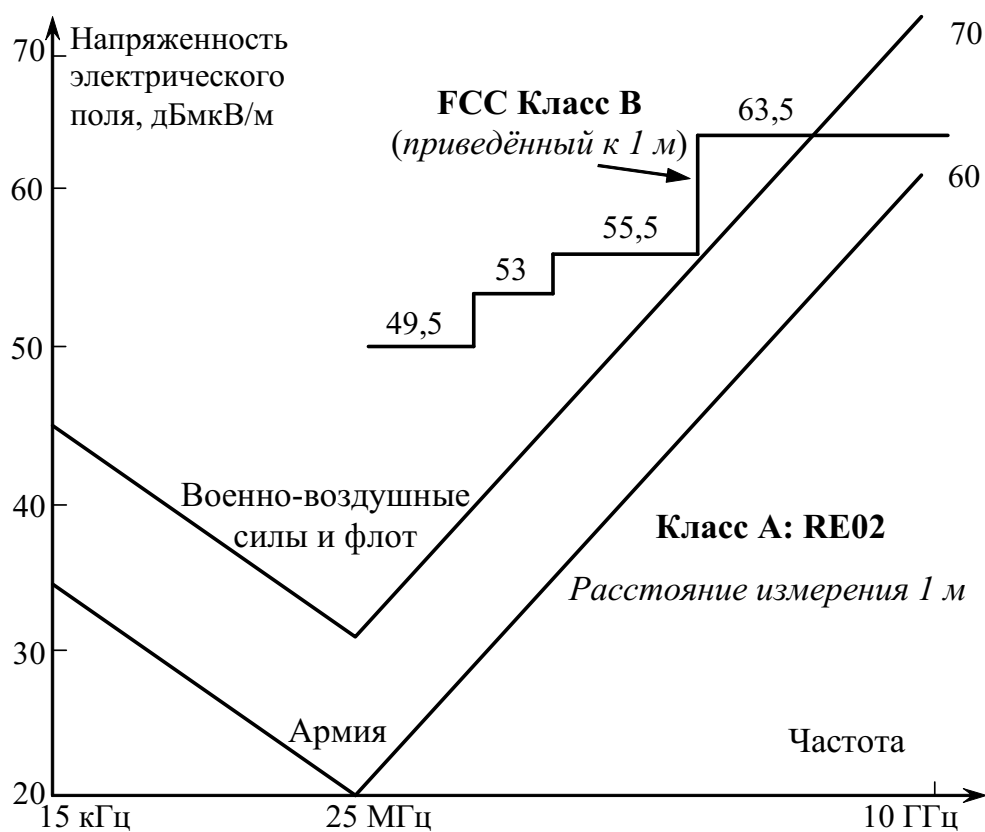 70
Напряженность
электрического
поля, дБмкВ/м
FCC Класс В
(приведённый к 1 м)
63,5
70
60
60
55,5
53
49,5
50
40
Военно-воздушные
силы и флот
Класс А: RE02
Расстояние измерения 1 м
30
Армия
Частота
20
15 кГц
25 МГц
10 ГГц